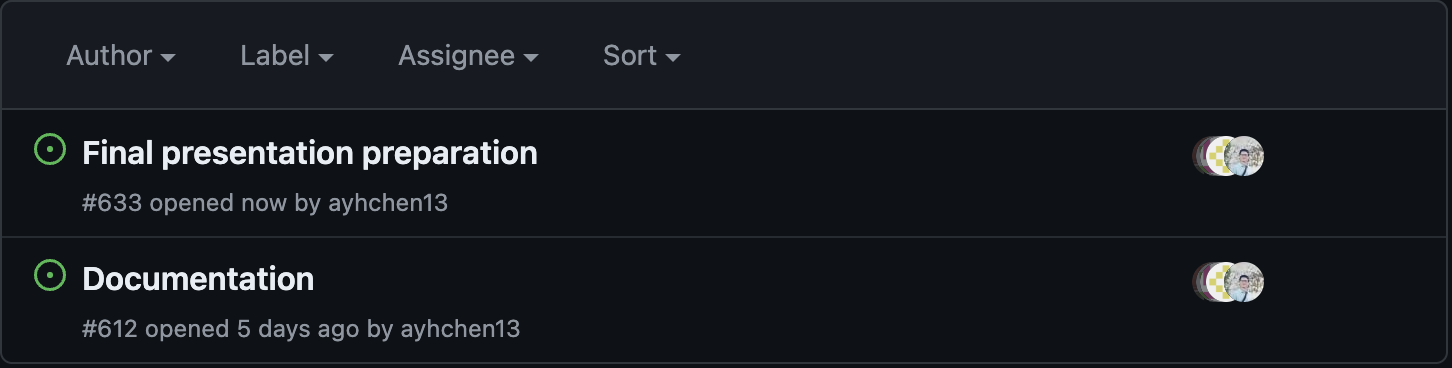 Author Label Assignee Sort
Final presentation preparation
#633 opened now by ayhchen13
Documentation
#612 opened 5 days ago by ayhchen13